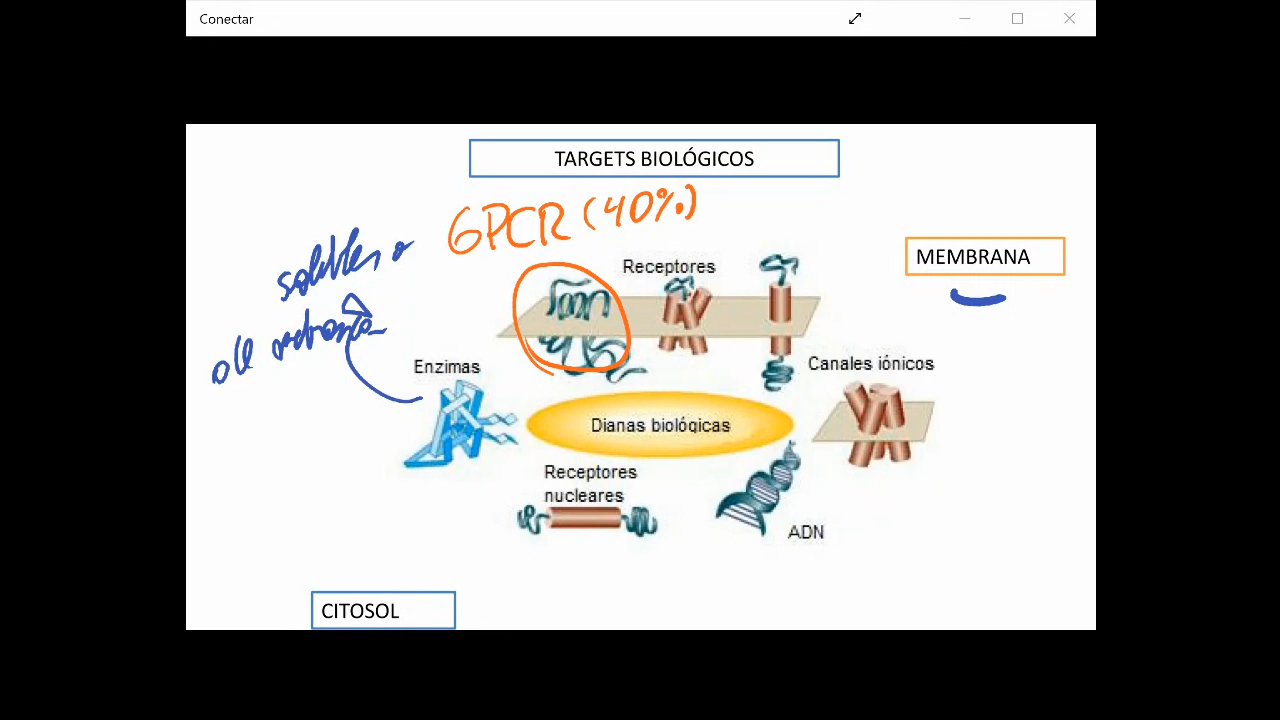 Conectar
TARGETS BIOLÓGICOS
GPCR (40%)
solubles o
de membrana
MEMBRANA
Receptores
Enzimas
Canales iónicos
Dianas biológicas
Receptores
nucleares
ADN
CITOSOL